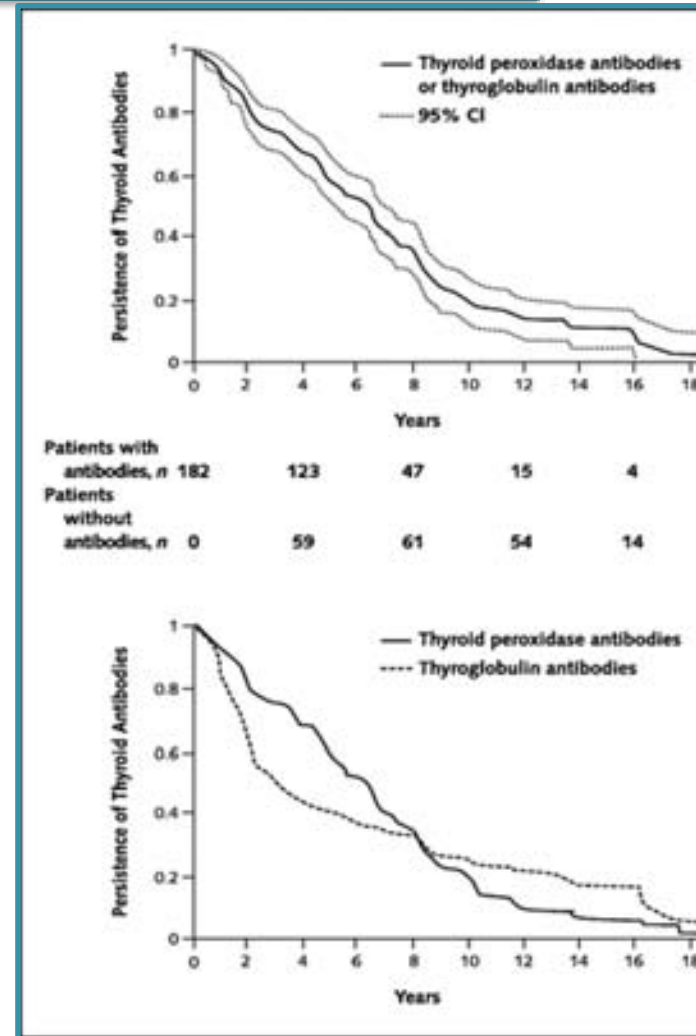 Persistence of Thyroid Antibodies
1
0.8
0.6
0.4
0.2
0
Thyroid peroxidase antibodies
or thyroglobulin antibodies
95% CI
0 2 4 6 8 10 12 14 16 18
Years
Patients with
antibodies, n 182 123 47 15 4
Patients
without
antibodies, n 0 59 61 54 14
Persistence of Thyroid Antibodies
1
0.8
0.6
0.4
0.2
0
Thyroid peroxidase antibodies
Thyroglobulin antibodies
0 2 4 6 8 10 12 14 16 18
Years